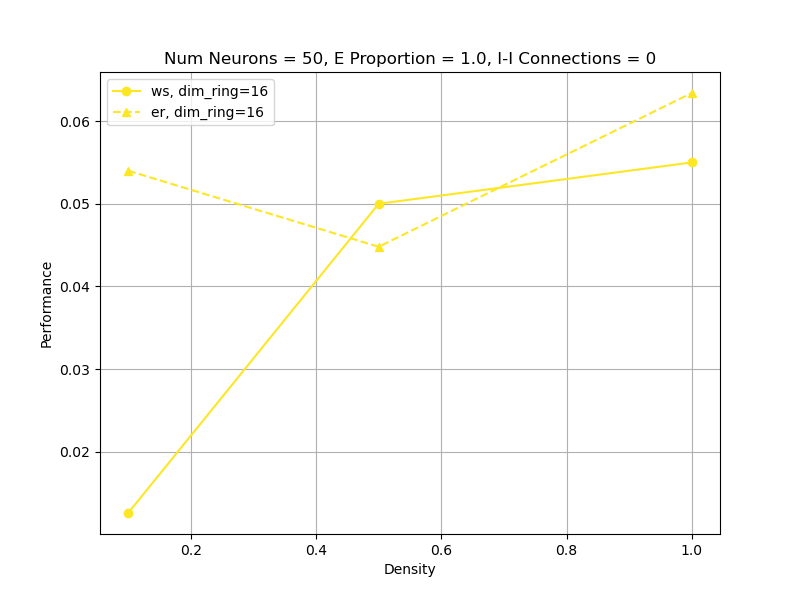 Num Neurons = 50, E Proportion = 1.0, I-I Connections = 0
ws, dim_ring=16
er, dim_ring=16
0.06
0.05
0.04
0.03
0.02
Performance
0.2 0.4 0.6 0.8 1.0
Density